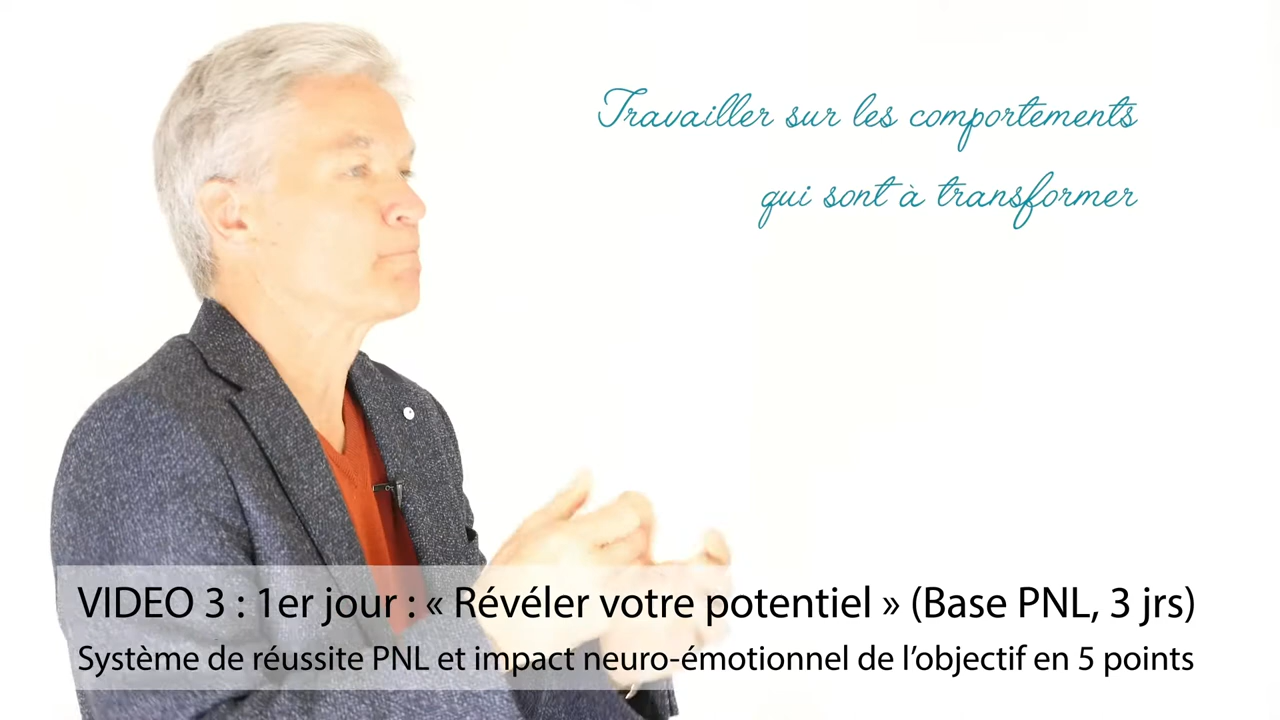 Travailler sur les comportements
qui sont à transformer
VIDEO 3 : 1er jour : « Révéler votre potentiel » (Base PNL, 3 jrs)
Système de réussite PNL et impact neuro-émotionnel de l’objectif en 5 points